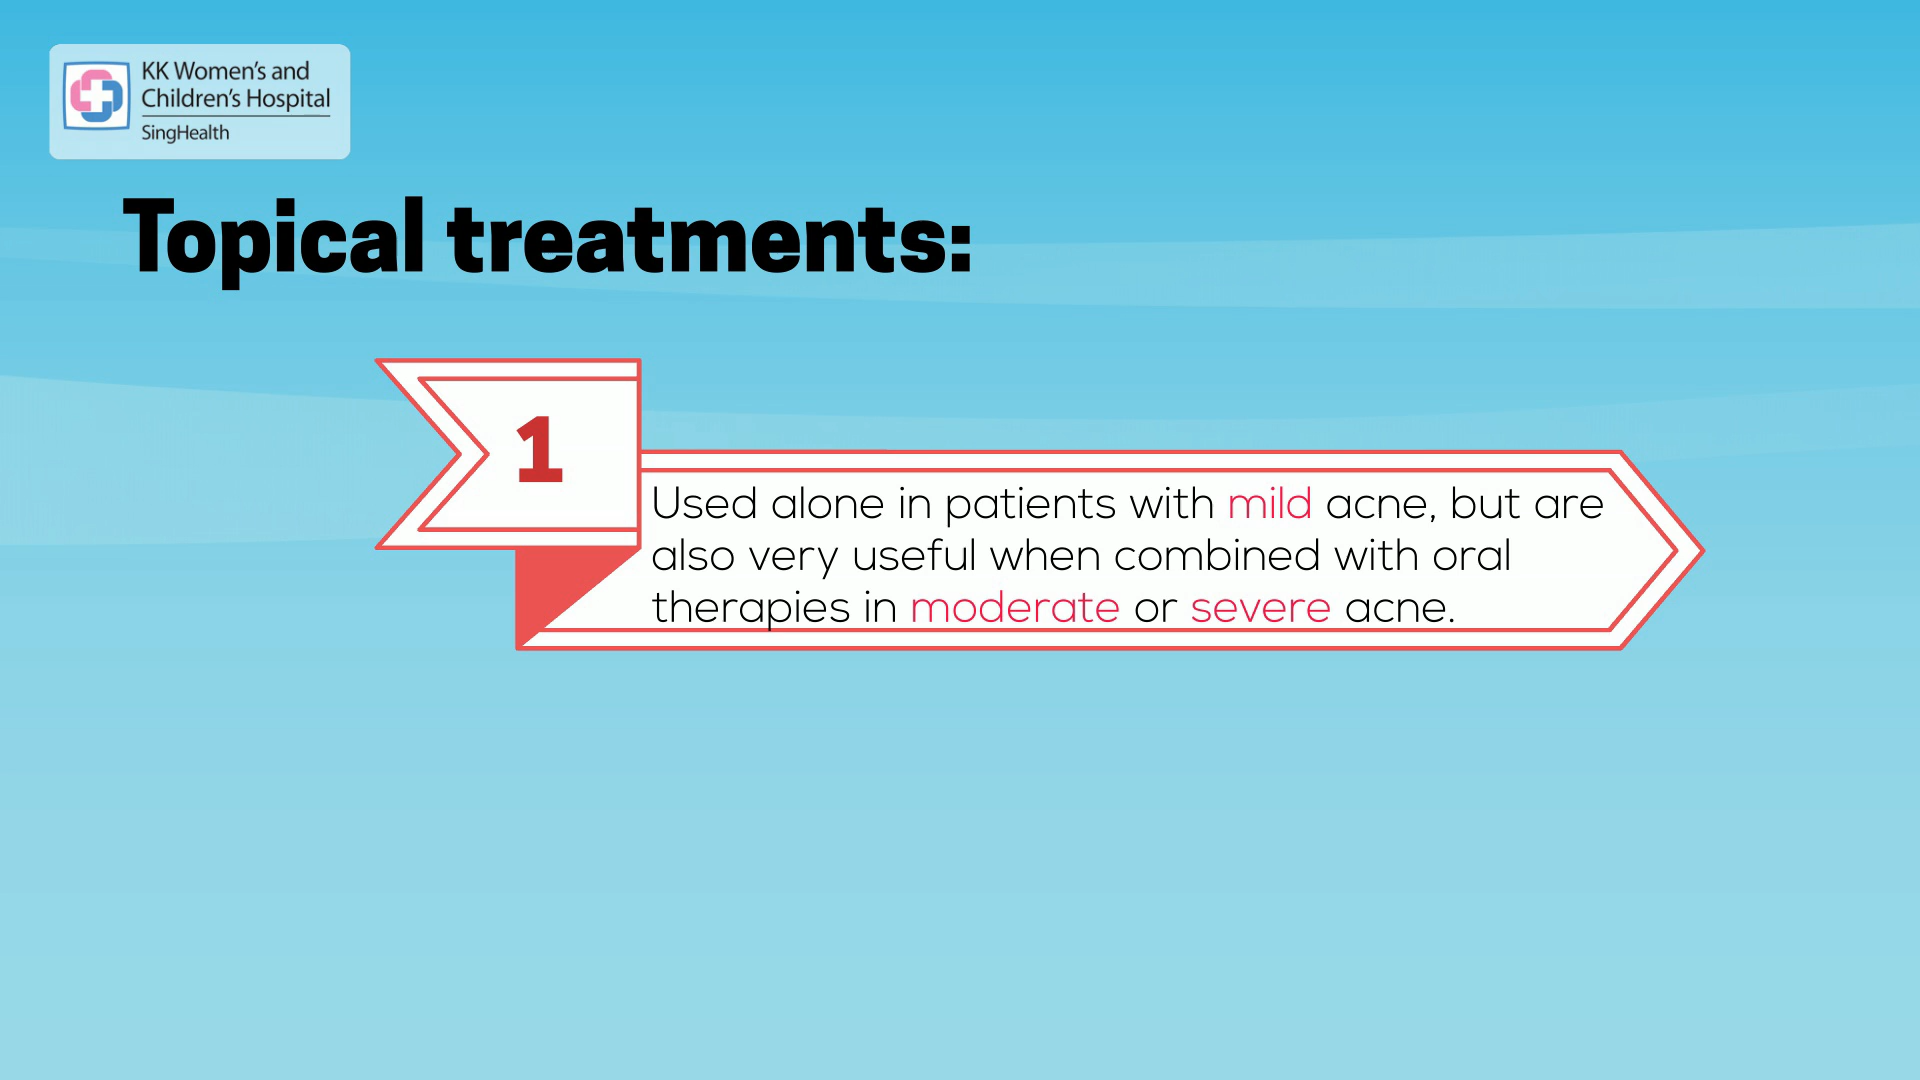 KK Women's and
Children's Hospital
SingHealth
Topical treatments:
1
Used alone in patients with mild acne, but are
also very useful when combined with oral
therapies in moderate or severe acne.